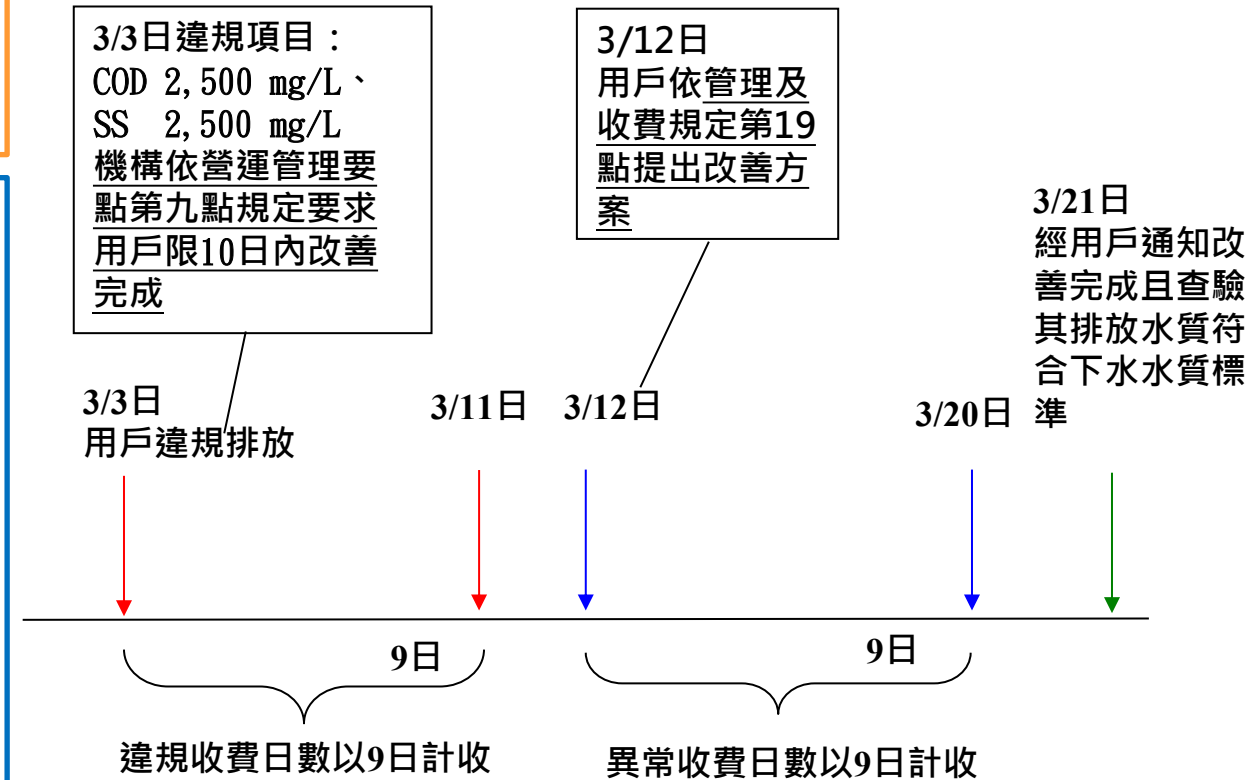 3/3日違規項目：
COD 2,500 mg/L、
SS 2,500 mg/L
機構依營運管理要
點第九點規定要求
用戶限10日內改善
完成
3/12日
用戶依管理及
收費規定第19
點提出改善方
案
3/21日
經用戶通知改
善完成且查驗
其排放水質符
合下水水質標
準
3/3日
用戶違規排放
3/11日
3/12日
3/20日
9日
9日
違規收費日數以9日計收
異常收費日數以9日計收